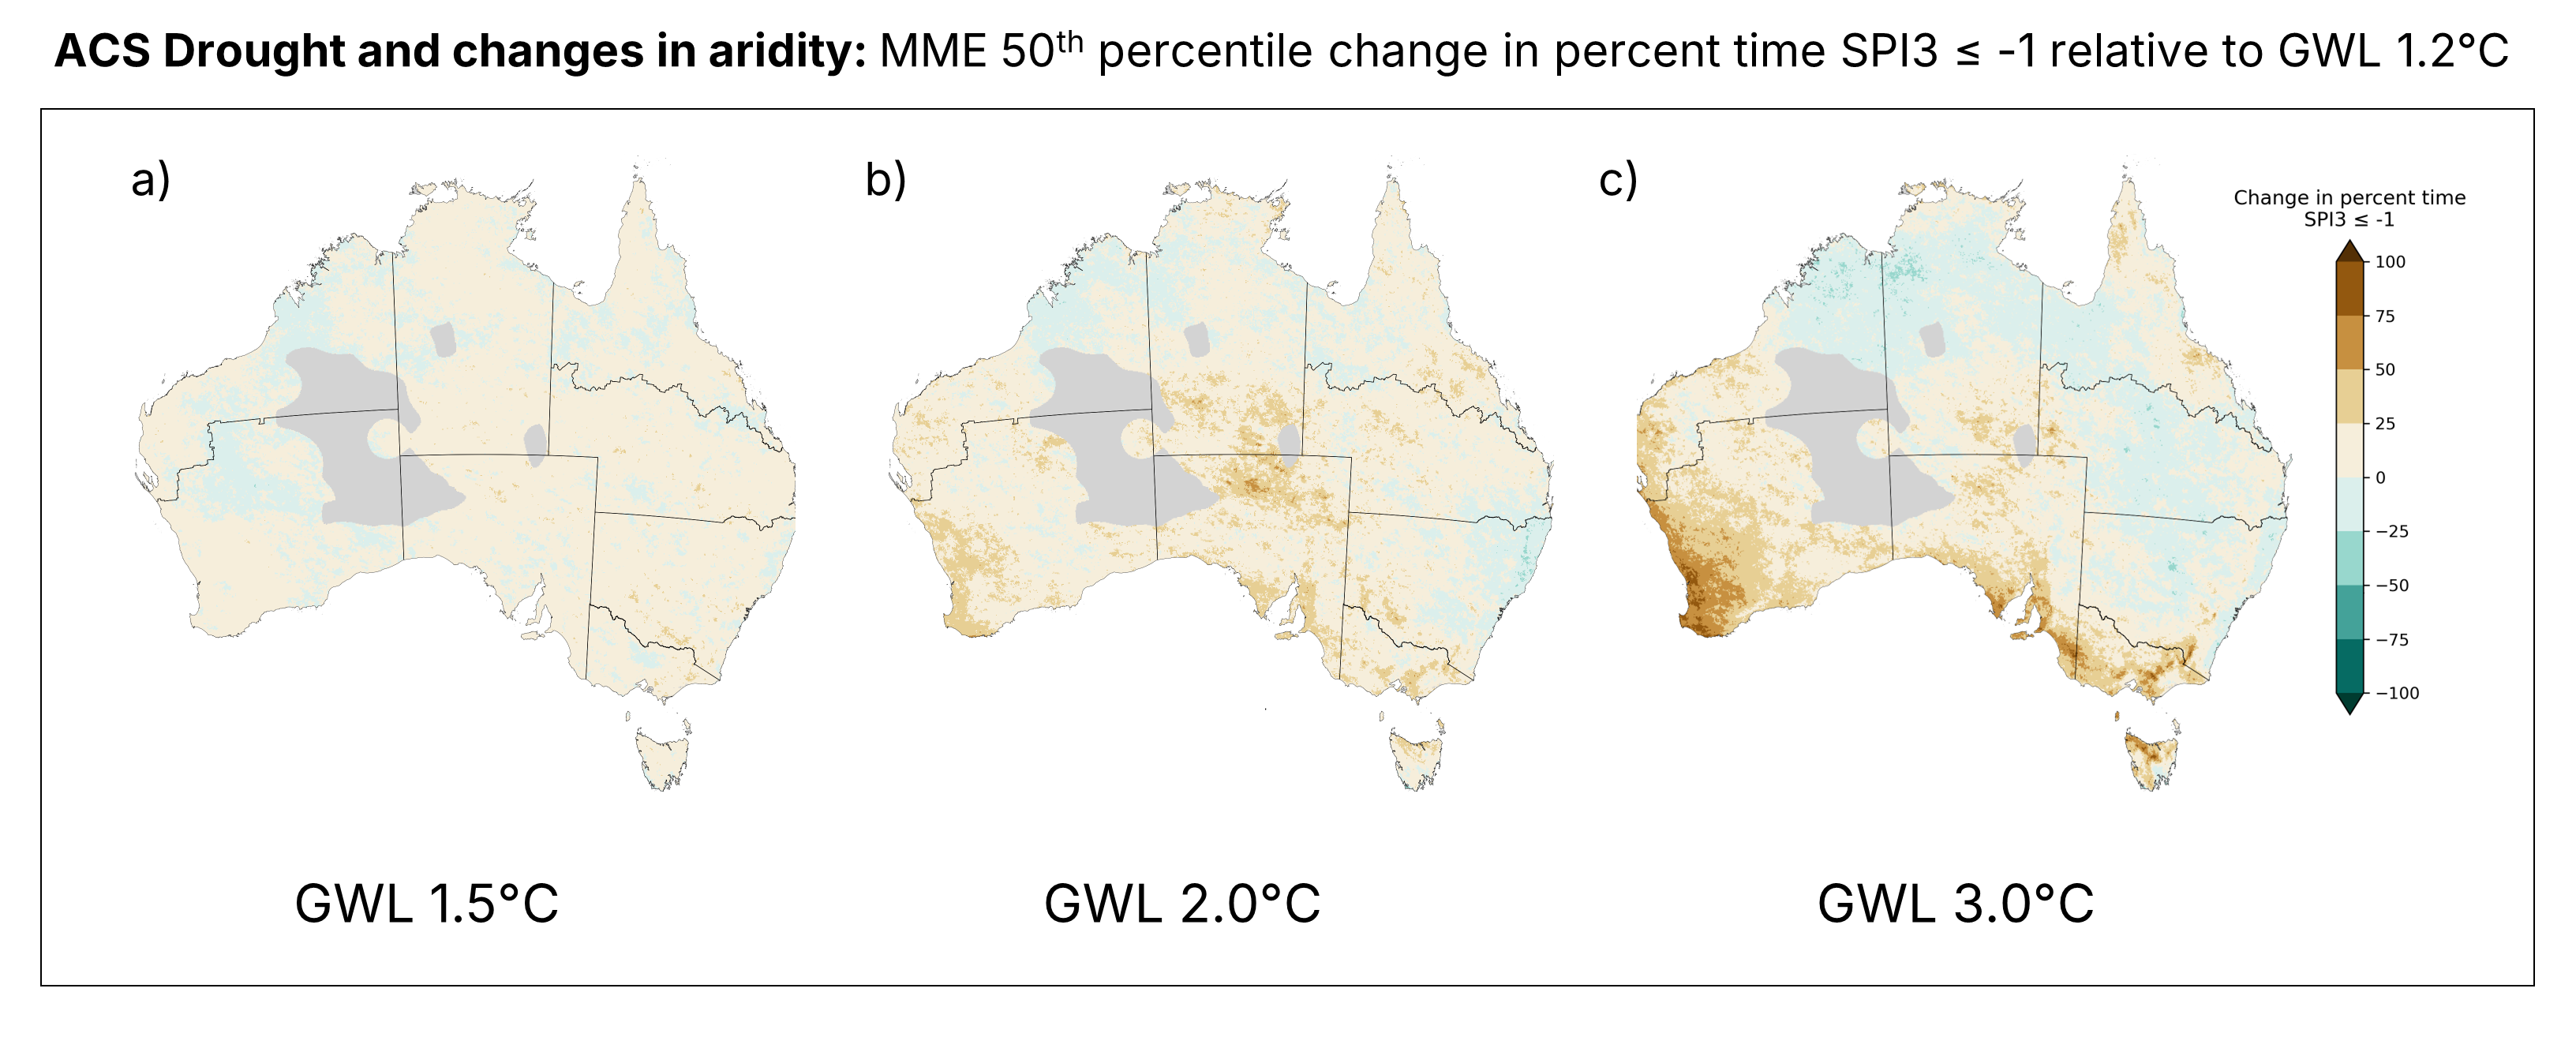 ACS Drought and changes in aridity: MME 50th percentile change in percent time SPI3 ≤ -1 relative to GWL 1.2°C
a)
b)
c)
Change in percent time
SPI3 ≤ -1
100
75
50
25
0
−25
−50
−75
−100
GWL 1.5°C
GWL 2.0°C
GWL 3.0°C